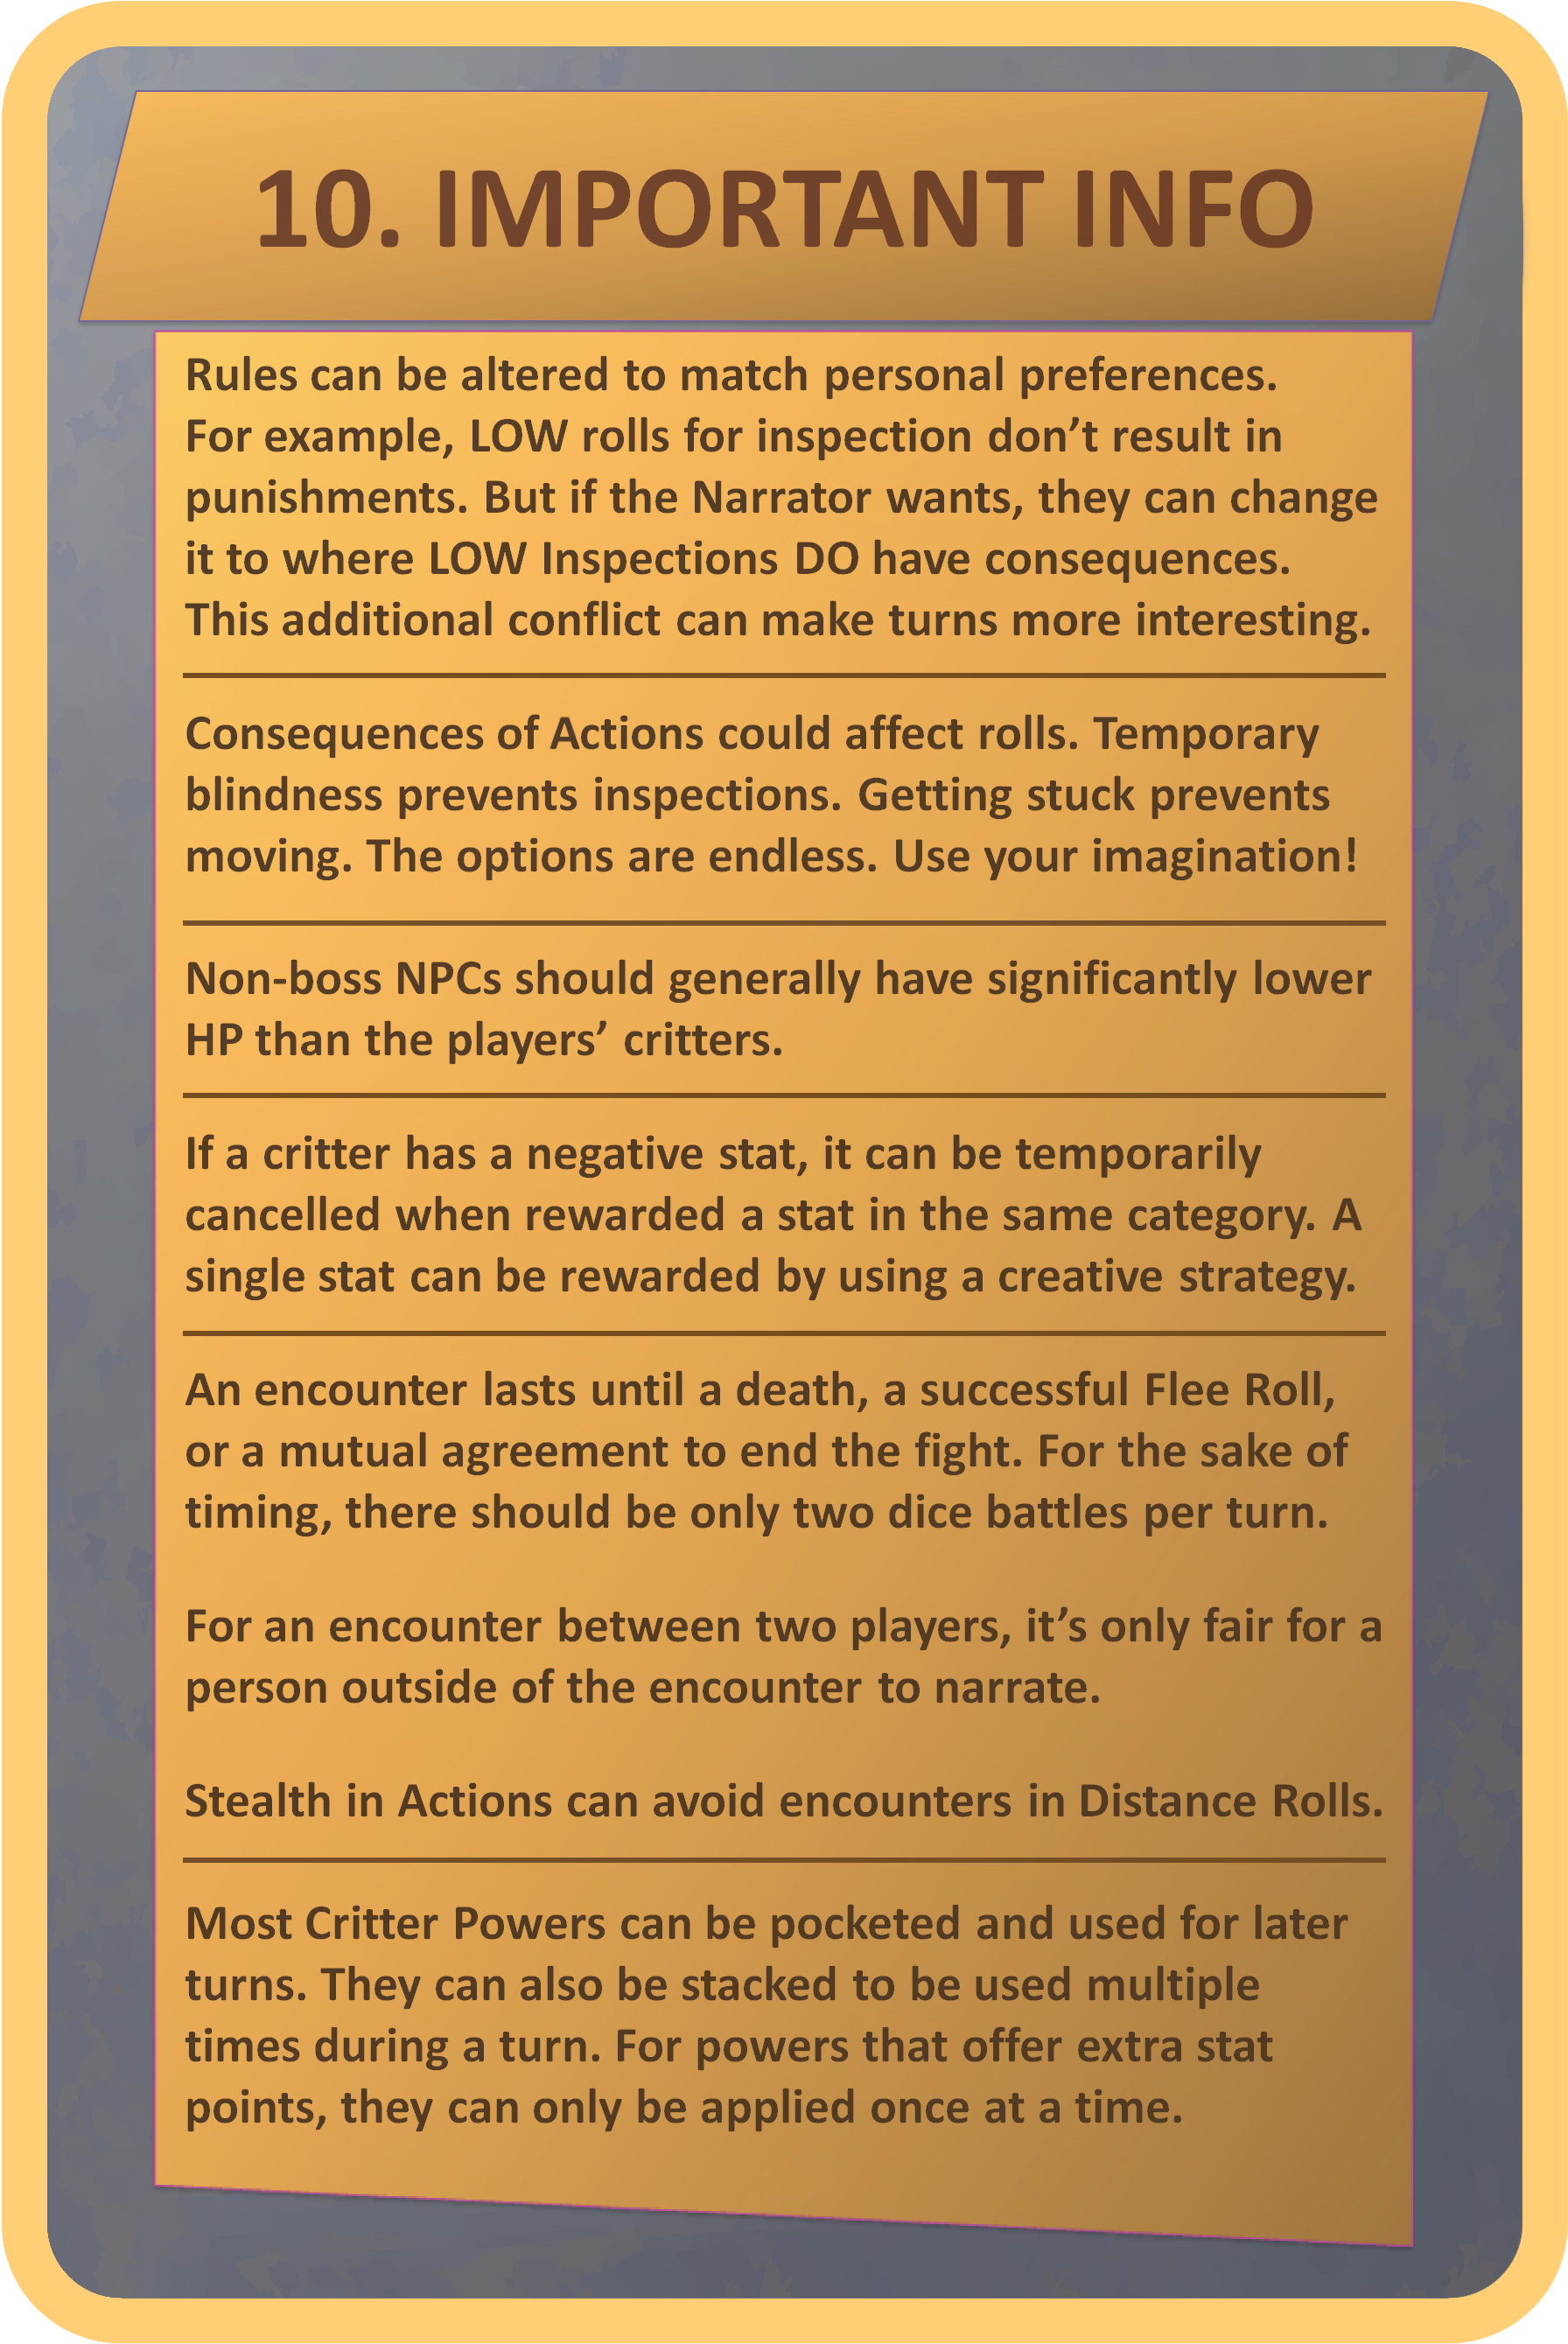 10. IMPORTANT INFO
Rules can be altered to match personal preferences.
For example, LOW rolls for inspection don’t result in
punishments. But if the Narrator wants, they can change
it to where LOW Inspections DO have consequences.
This additional conflict can make turns more interesting.
Consequences of Actions could affect rolls. Temporary
blindness prevents inspections. Getting stuck prevents
moving. The options are endless. Use your imagination!
Non-boss NPCs should generally have significantly lower
HP than the players’ critters.
If a critter has a negative stat, it can be temporarily
cancelled when rewarded a stat in the same category. A
single stat can be rewarded by using a creative strategy.
An encounter lasts until a death, a successful Flee Roll,
or a mutual agreement to end the fight. For the sake of
timing, there should be only two dice battles per turn.
For an encounter between two players, it’s only fair for a
person outside of the encounter to narrate.
Stealth in Actions can avoid encounters in Distance Rolls.
Most Critter Powers can be pocketed and used for later
turns. They can also be stacked to be used multiple
times during a turn. For powers that offer extra stat
points, they can only be applied once at a time.